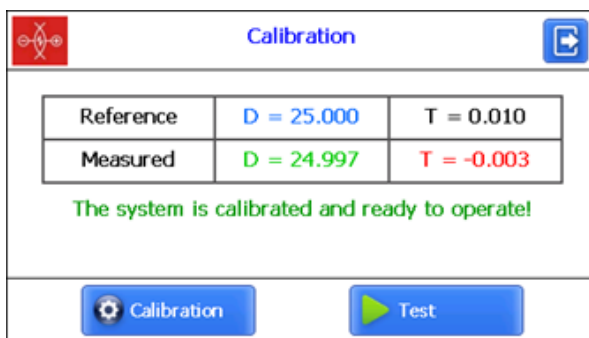 Calibration
Reference D = 25.000 T = 0.010
Measured D = 24.997 T = -0.003
The system is calibrated and ready to operate!
Calibration Test